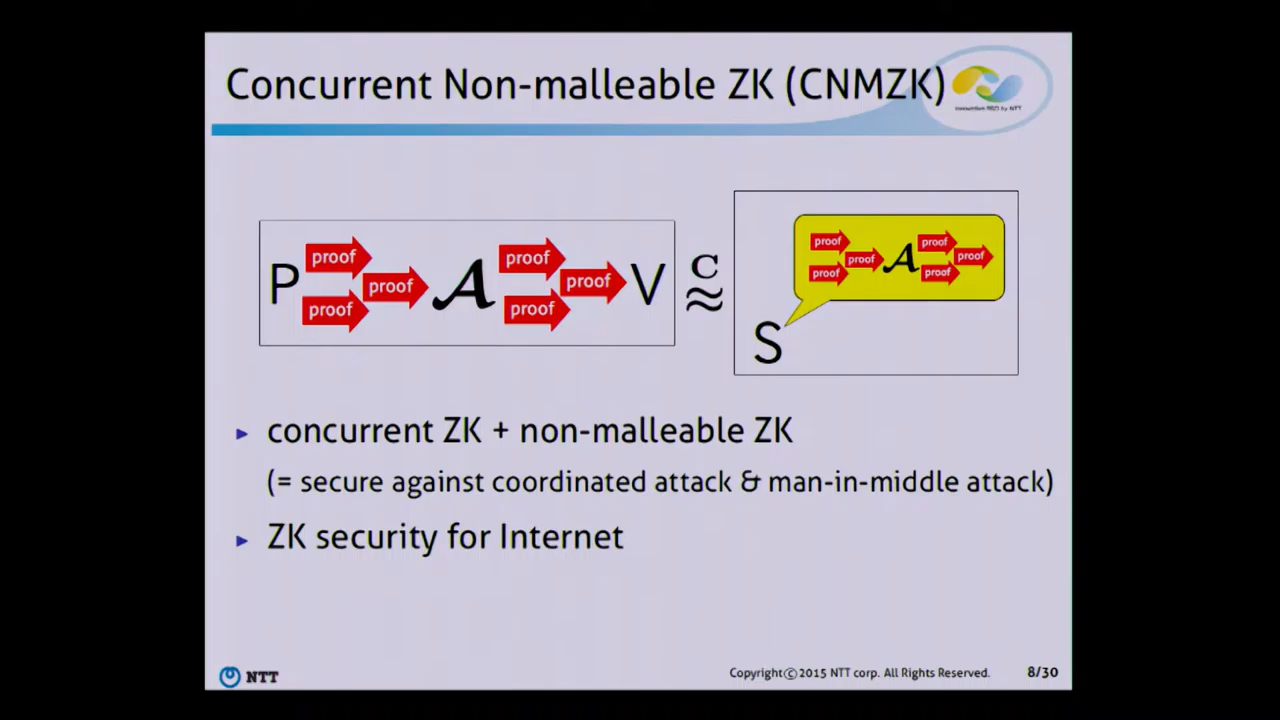 Concurrent Non-malleable ZK (CNMZK)
P proof proof proof 𝒜 proof proof proof V
C
≈
proof proof proof 𝒜 proof proof proof
S
► concurrent ZK + non-malleable ZK
(= secure against coordinated attack & man-in-middle attack)
► ZK security for Internet
NTT
Copyright©2015 NTT corp. All Rights Reserved.
8/30